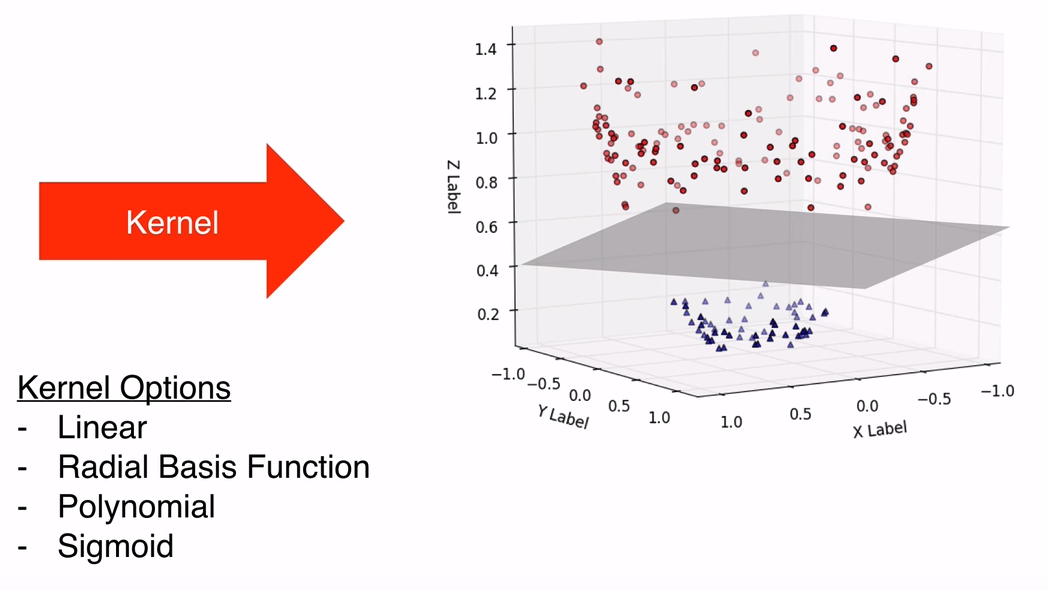 Kernel
Kernel Options
- Linear
- Radial Basis Function
- Polynomial
- Sigmoid
Z Label
1.4
1.2
1.0
0.8
0.6
0.4
0.2
−1.0
−0.5
0.0
0.5
1.0
Y Label
1.0
0.5
0.0
−0.5
−1.0
X Label